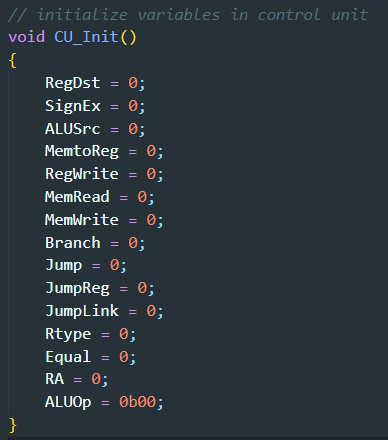 // initialize variables in control unit
void CU_Init()
{
    RegDst = 0;
    SignEx = 0;
    ALUSrc = 0;
    MemtoReg = 0;
    RegWrite = 0;
    MemRead = 0;
    MemWrite = 0;
    Branch = 0;
    Jump = 0;
    JumpReg = 0;
    JumpLink = 0;
    Rtype = 0;
    Equal = 0;
    RA = 0;
    ALUOp = 0b00;
}